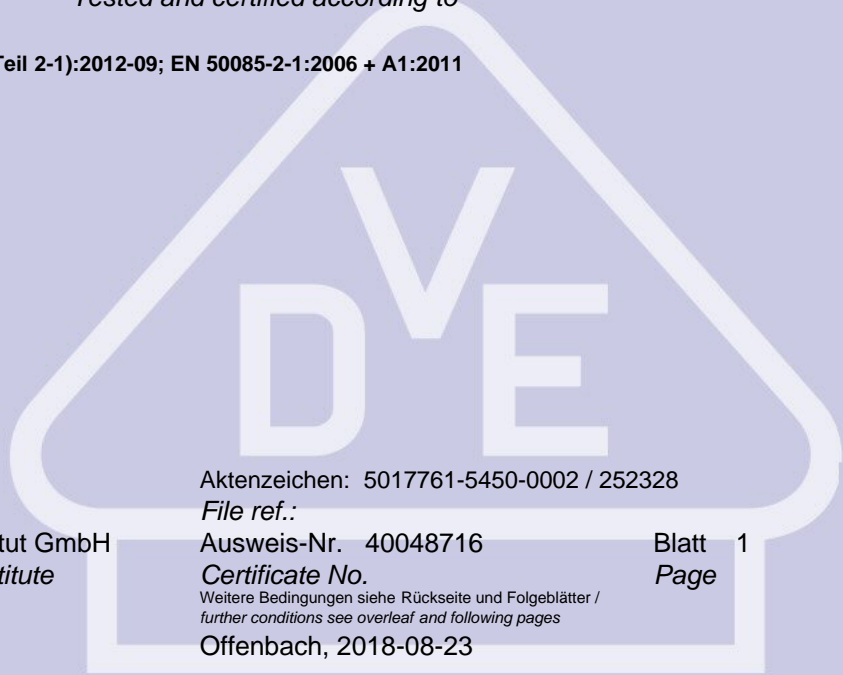 Tested and certified according to
Teil 2-1):2012-09; EN 50085-2-1:2006 + A1:2011
VDE
Aktenzeichen: 5017761-5450-0002 / 252328
File ref.:
tut GmbH Ausweis-Nr. 40048716 Blatt 1
titute Certificate No. Page
Weitere Bedingungen siehe Rückseite und Folgeblätter /
further conditions see overleaf and following pages
Offenbach, 2018-08-23